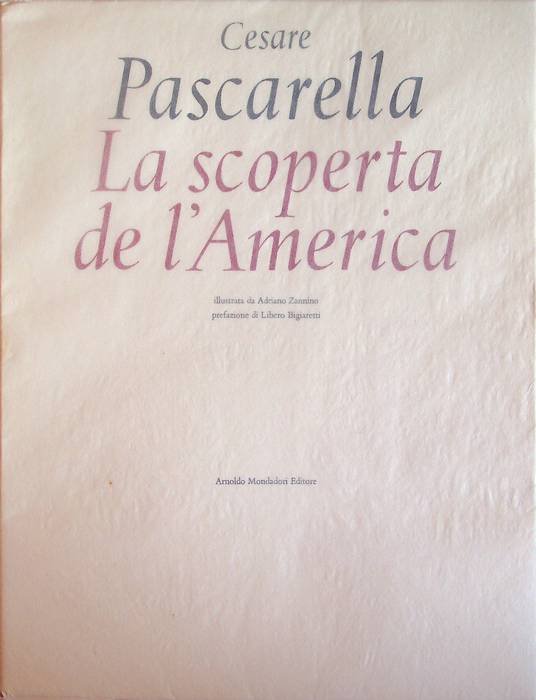 Cesare
Pascarella
La scoperta
de l'America
illustrata da Adriano Zannino
prefazione di Libero Bigiaretti
Arnoldo Mondadori Editore